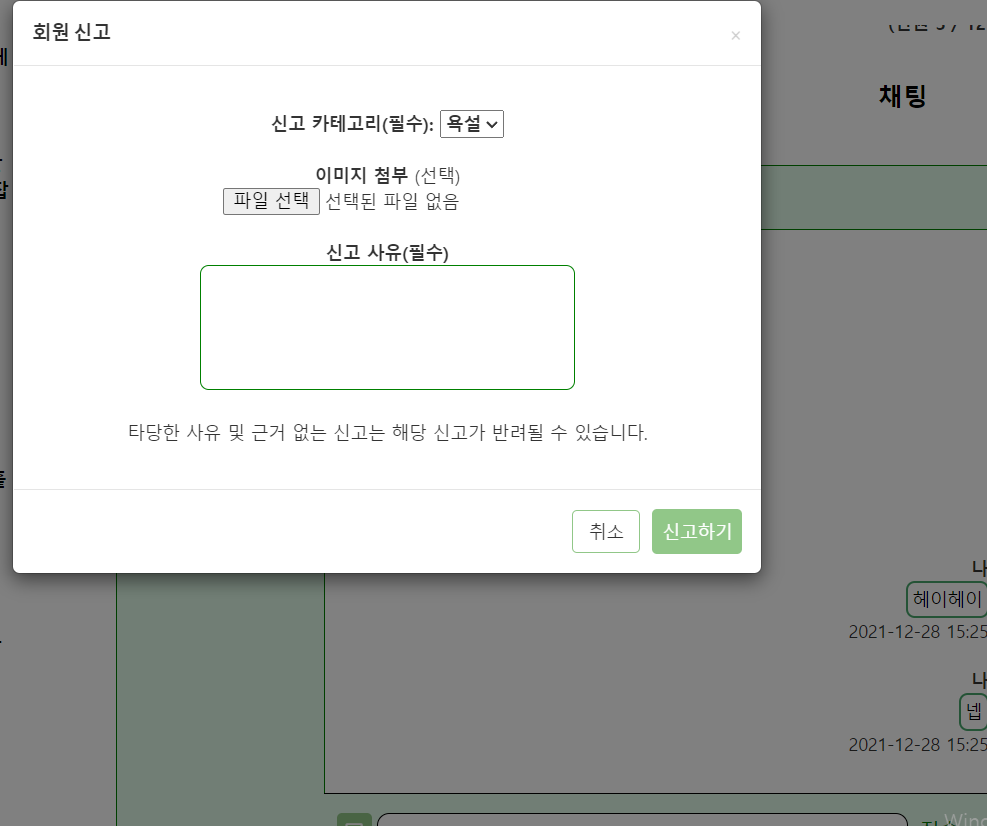 회원 신고
×
채팅
신고 카테고리(필수): 욕설
이미지 첨부 (선택)
파일 선택 선택된 파일 없음
신고 사유(필수)
타당한 사유 및 근거 없는 신고는 해당 신고가 반려될 수 있습니다.
취소 신고하기
나
헤이헤이
2021-12-28 15:25
나
넵
2021-12-28 15:25